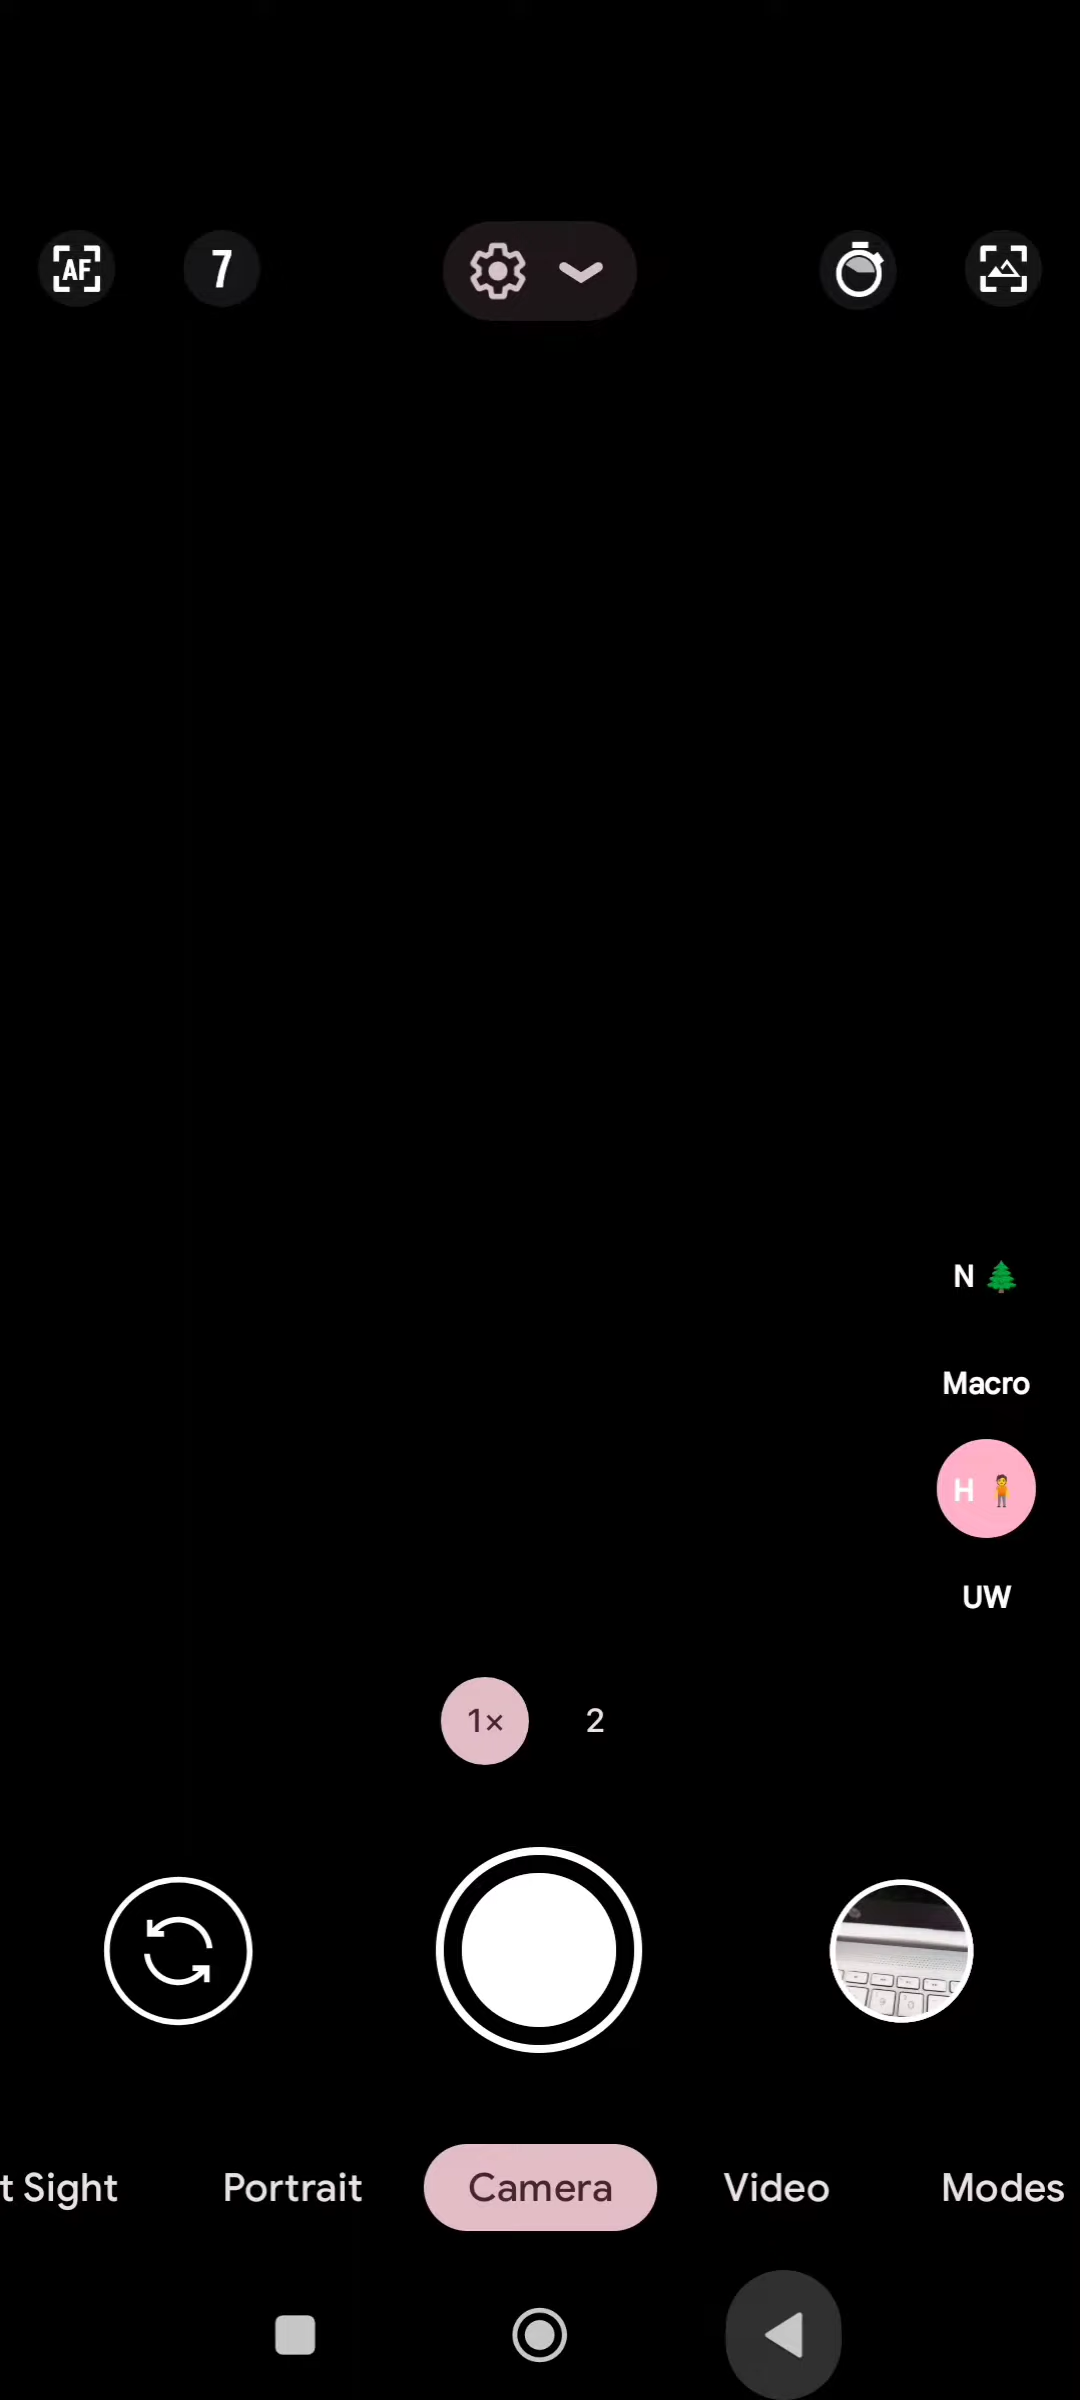 AF 7
N 🌲
Macro
H 🧍
UW
1× 2
t Sight Portrait Camera Video Modes